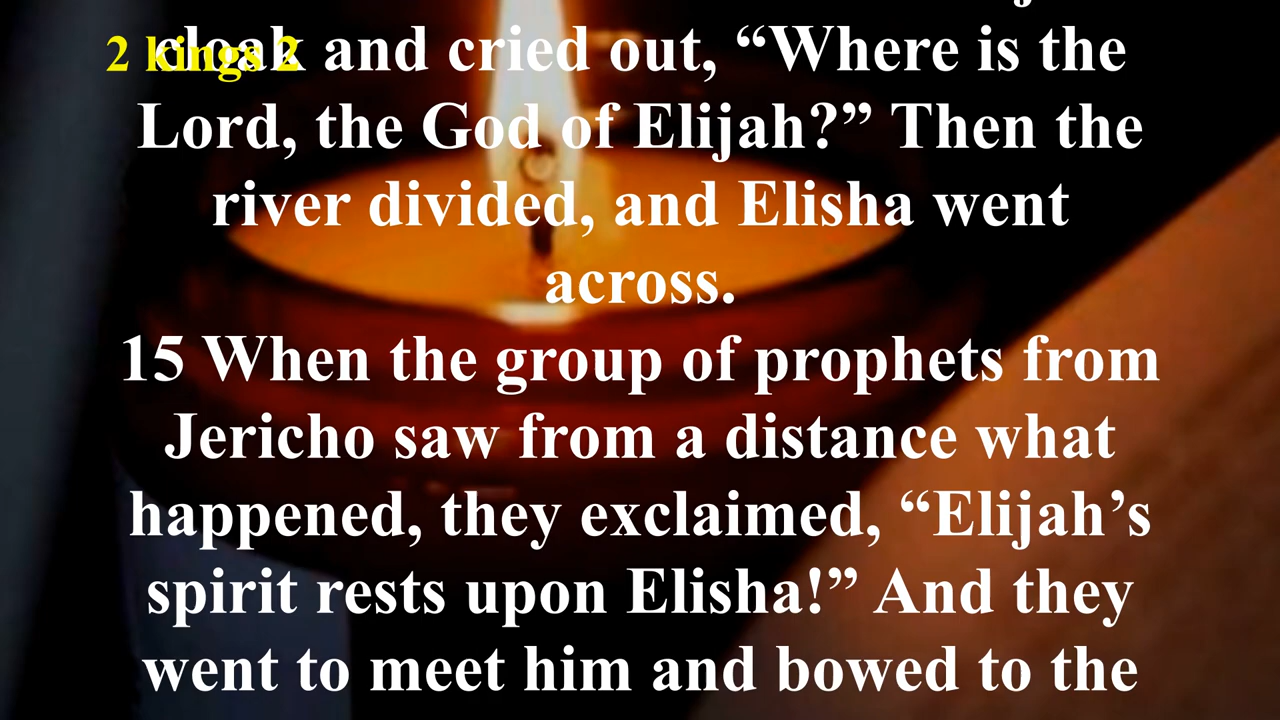 2 kings 2
cloak and cried out, “Where is the
Lord, the God of Elijah?” Then the
river divided, and Elisha went
across.
15 When the group of prophets from
Jericho saw from a distance what
happened, they exclaimed, “Elijah’s
spirit rests upon Elisha!” And they
went to meet him and bowed to the